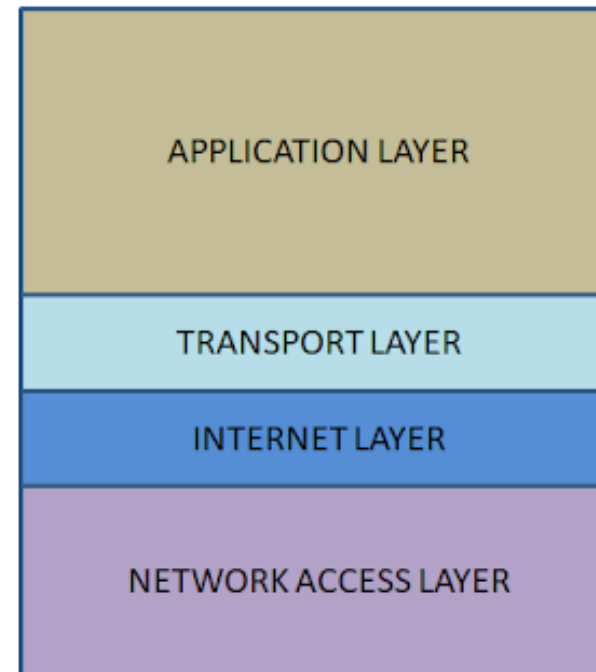 APPLICATION LAYER
TRANSPORT LAYER
INTERNET LAYER
NETWORK ACCESS LAYER